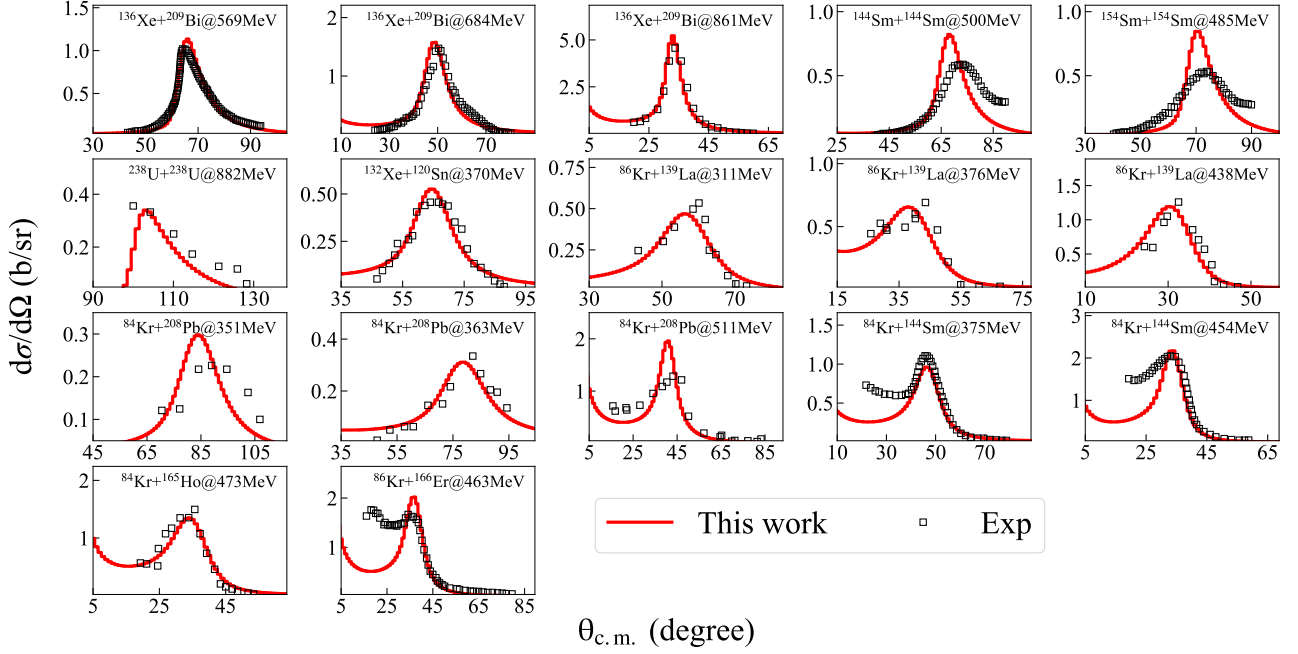 ¹³⁶Xe+²⁰⁹Bi@569MeV
1.5
1.0
0.5
30 50 70 90
¹³⁶Xe+²⁰⁹Bi@684MeV
2
1
10 30 50 70 90
¹³⁶Xe+²⁰⁹Bi@861MeV
5.0
2.5
5 25 45 65
¹⁴⁴Sm+¹⁴⁴Sm@500MeV
1.0
0.5
30 50 70 90
¹⁵⁴Sm+¹⁵⁴Sm@485MeV
1.0
0.5
30 50 70 90
²³⁸U+²³⁸U@882MeV
0.4
0.2
90 110 130
¹³²Xe+¹²⁰Sn@370MeV
0.50
0.25
35 55 75 95
⁸⁶Kr+¹³⁹La@311MeV
0.75
0.50
0.25
30 50 70
⁸⁶Kr+¹³⁹La@376MeV
1.0
0.5
0.0
15 35 55 75
⁸⁶Kr+¹³⁹La@438MeV
1.5
1.0
0.5
10 30 50
⁸⁴Kr+²⁰⁸Pb@351MeV
0.3
0.2
0.1
45 65 85 105
⁸⁴Kr+²⁰⁸Pb@363MeV
0.4
0.2
35 55 75 95
⁸⁴Kr+²⁰⁸Pb@511MeV
2
1
5 25 45 65 85
⁸⁴Kr+¹⁴⁴Sm@375MeV
1.5
1.0
0.5
10 30 50 70
⁸⁴Kr+¹⁴⁴Sm@454MeV
3
2
1
5 25 45 65
⁸⁴Kr+¹⁶⁵Ho@473MeV
2
1
5 25 45
⁸⁶Kr+¹⁶⁶Er@463MeV
2
1
5 25 45 65 85
This work
Exp
dσ/dΩ (b/sr)
θc.m. (degree)